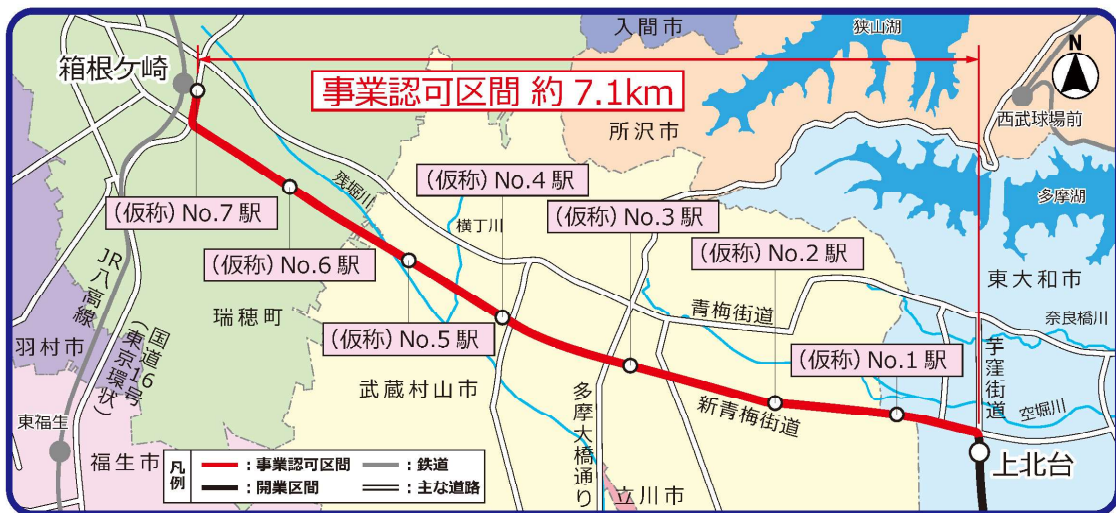 入間市
狭山湖
N
箱根ケ崎
事業認可区間 約 7.1km
西武球場前
所沢市
(仮称) No.4 駅
残堀川
多摩湖
(仮称) No.7 駅
横丁川
(仮称) No.3 駅
(仮称) No.2 駅
(仮称) No.6 駅
東大和市
JR八高線
国道16号
(東京環状)
瑞穂町
青梅街道
奈良橋川
羽村市
(仮称) No.5 駅
(仮称) No.1 駅
芋窪街道
武蔵村山市
多摩大橋通り
新青梅街道
空堀川
東福生
福生市
上北台
立川市
凡例
:事業認可区間
:鉄道
:開業区間
:主な道路